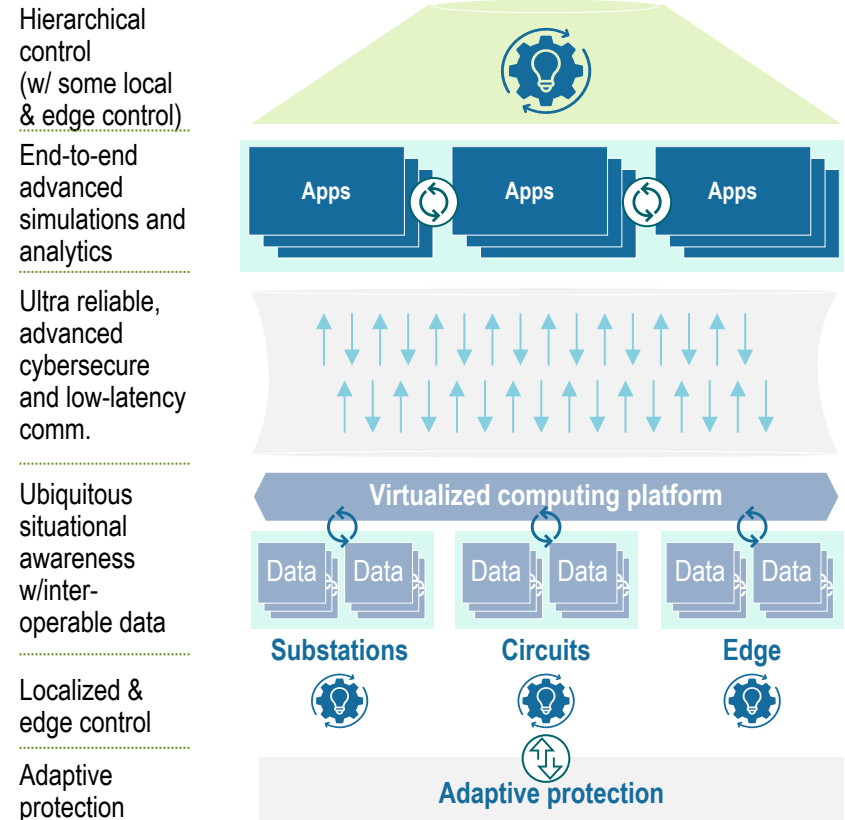 Hierarchical
control
(w/ some local
& edge control)
End-to-end
advanced
simulations and
analytics
Apps
Apps
Apps
Ultra reliable,
advanced
cybersecure
and low-latency
comm.
Ubiquitous
situational
awareness
w/inter-
operable data
Virtualized computing platform
Data
Data
Data
Data
Data
Data
Substations
Circuits
Edge
Localized &
edge control
Adaptive
protection
Adaptive protection